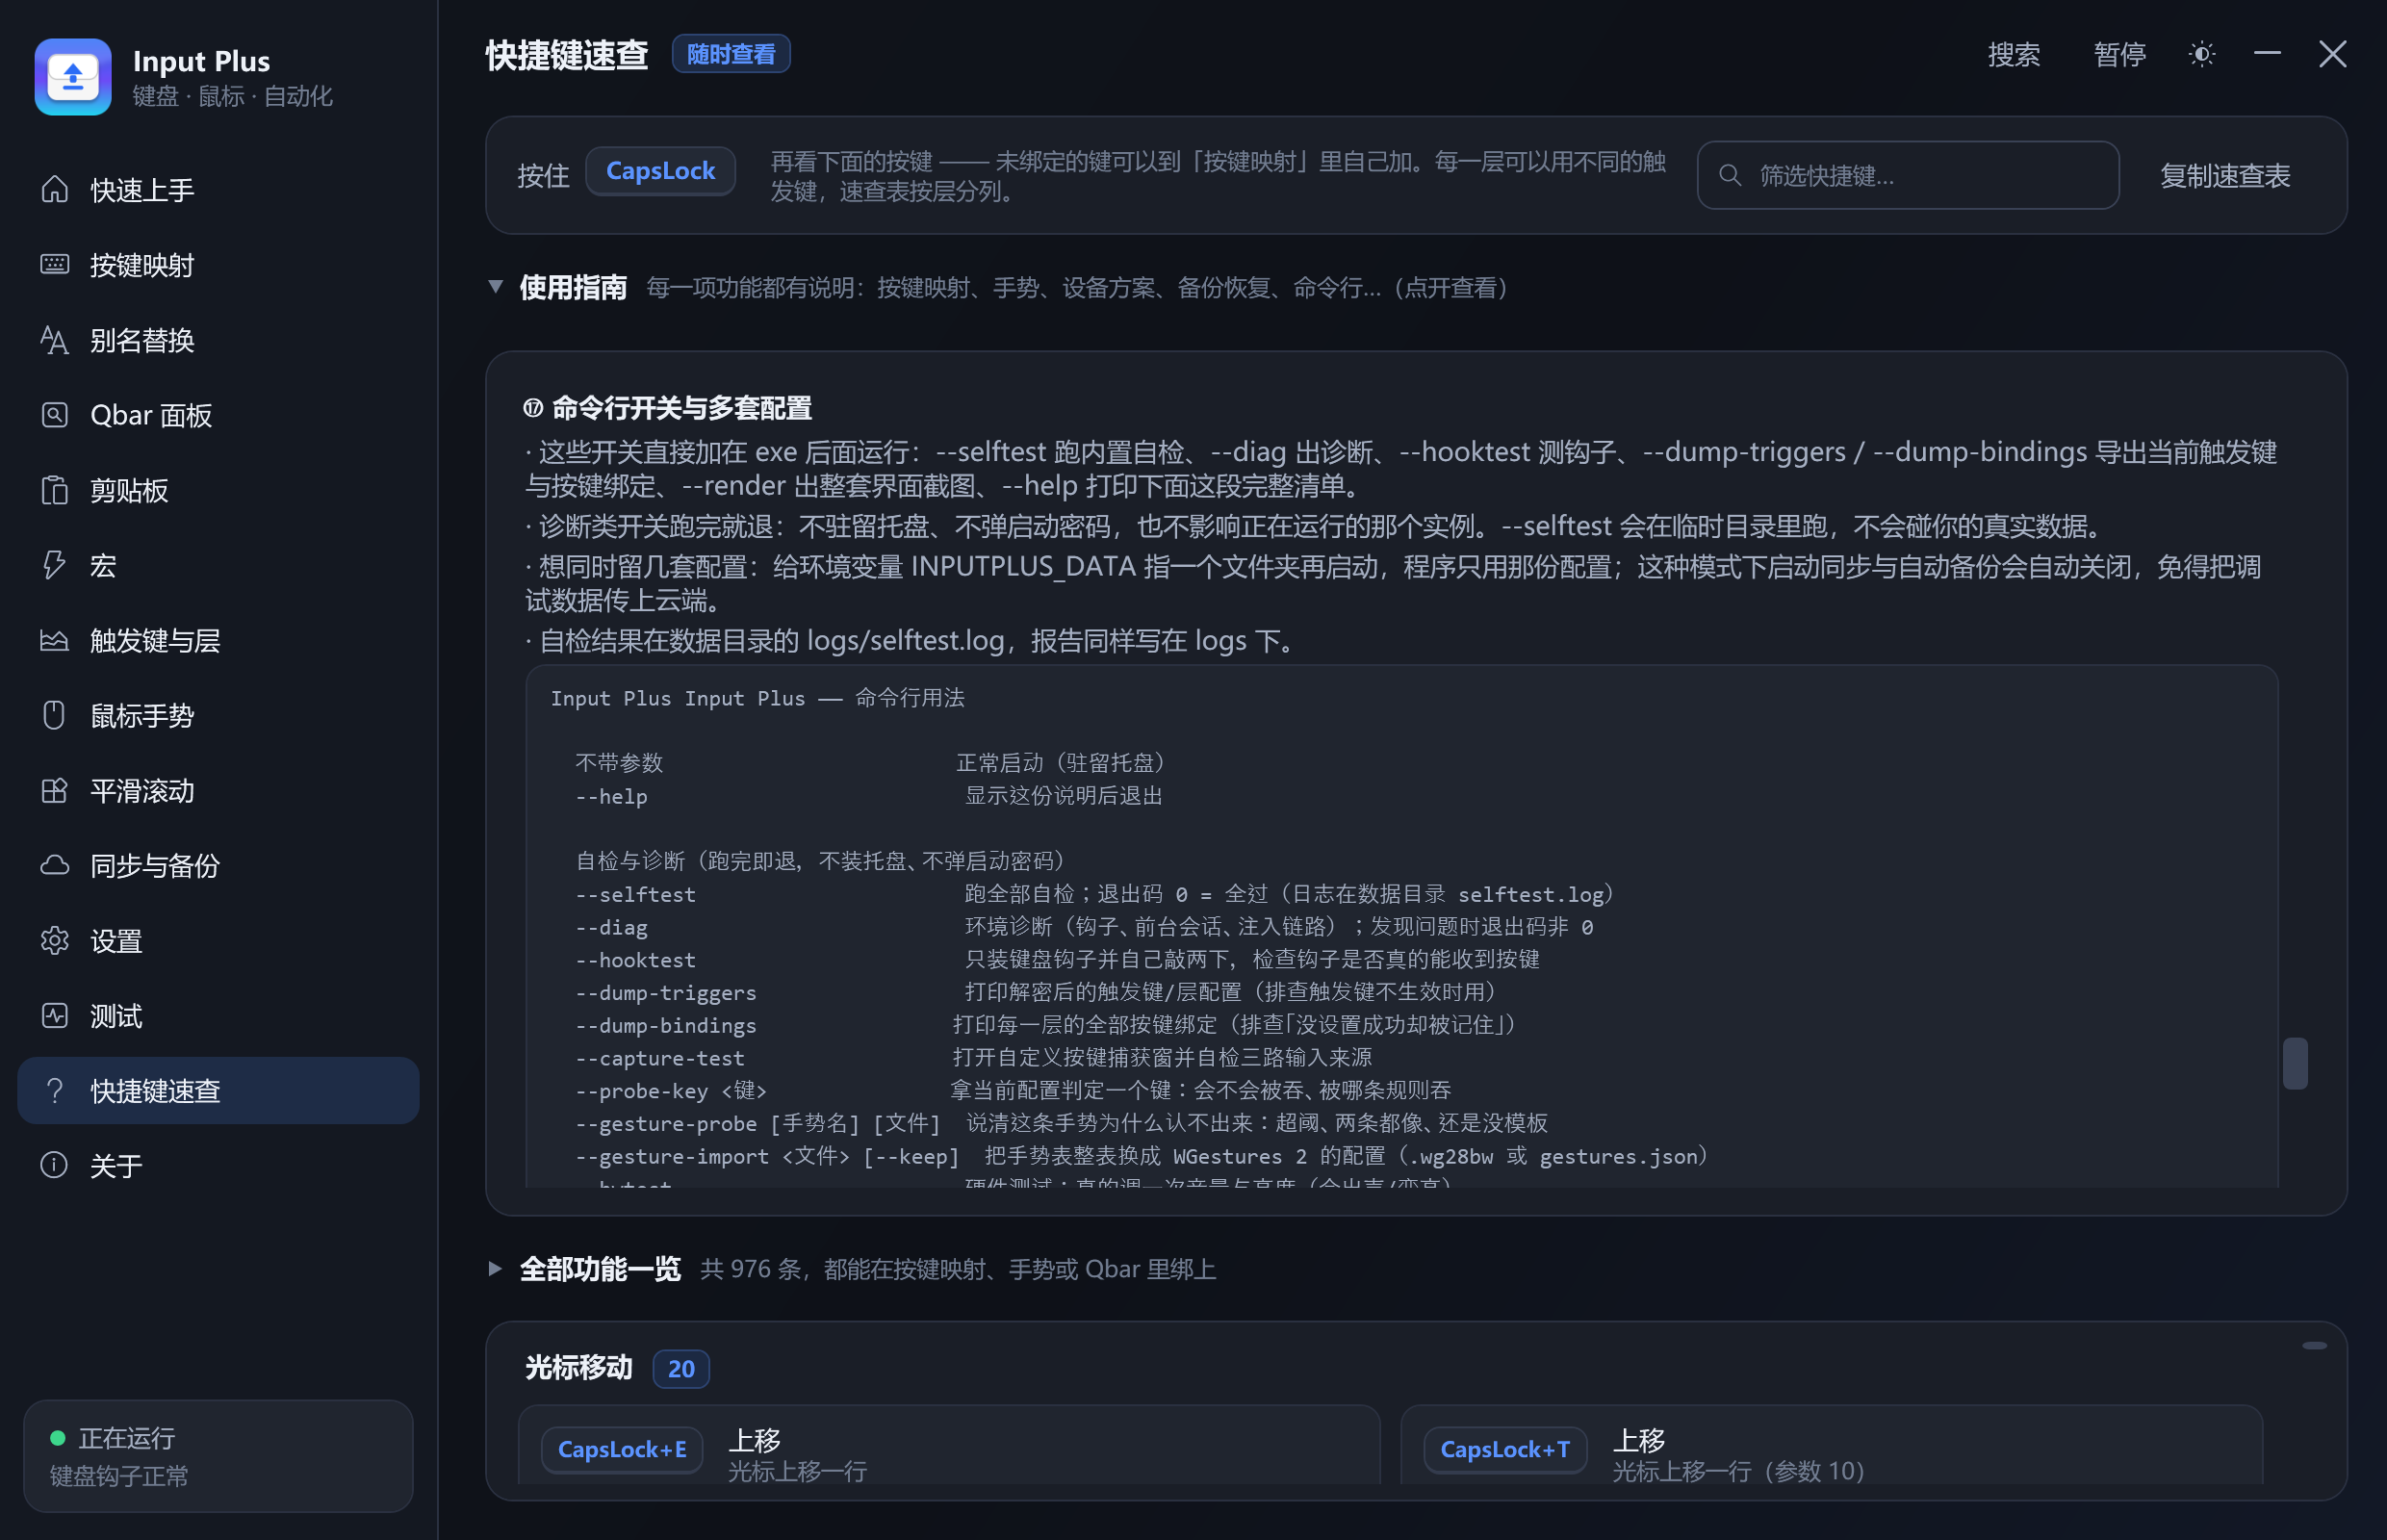 Input Plus
键盘 · 鼠标 · 自动化
快速上手
按键映射
别名替换
Qbar 面板
剪贴板
宏
触发键与层
鼠标手势
平滑滚动
同步与备份
设置
测试
快捷键速查
关于
正在运行
键盘钩子正常
快捷键速查
随时查看
搜索
暂停
按住
CapsLock
再看下面的按键 —— 未绑定的键可以到「按键映射」里自己加。每一层可以用不同的触
发键，速查表按层分列。
筛选快捷键...
复制速查表
使用指南 每一项功能都有说明：按键映射、手势、设备方案、备份恢复、命令行...（点开查看）
⑰ 命令行开关与多套配置
· 这些开关直接加在 exe 后面运行：--selftest 跑内置自检、--diag 出诊断、--hooktest 测钩子、--dump-triggers / --dump-bindings 导出当前触发键
与按键绑定、--render 出整套界面截图、--help 打印下面这段完整清单。
· 诊断类开关跑完就退：不驻留托盘、不弹启动密码，也不影响正在运行的那个实例。--selftest 会在临时目录里跑，不会碰你的真实数据。
· 想同时留几套配置：给环境变量 INPUTPLUS_DATA 指一个文件夹再启动，程序只用那份配置；这种模式下启动同步与自动备份会自动关闭，免得把调
试数据传上云端。
· 自检结果在数据目录的 logs/selftest.log，报告同样写在 logs 下。
Input Plus Input Plus —— 命令行用法
不带参数 正常启动（驻留托盘）
--help 显示这份说明后退出
自检与诊断（跑完即退，不装托盘、不弹启动密码）
--selftest 跑全部自检；退出码 0 = 全过（日志在数据目录 selftest.log）
--diag 环境诊断（钩子、前台会话、注入链路）；发现问题时退出码非 0
--hooktest 只装键盘钩子并自己敲两下，检查钩子是否真的能收到按键
--dump-triggers 打印解密后的触发键/层配置（排查触发键不生效时用）
--dump-bindings 打印每一层的全部按键绑定（排查「没设置成功却被记住」）
--capture-test 打开自定义按键捕获窗并自检三路输入来源
--probe-key <键> 拿当前配置判定一个键：会不会被吞、被哪条规则吞
--gesture-probe [手势名] [文件] 说清这条手势为什么认不出来：超阈、两条都像、还是没模板
--gesture-import <文件> [--keep] 把手势表整表换成 WGestures 2 的配置（.wg28bw 或 gestures.json）
全部功能一览 共 976 条，都能在按键映射、手势或 Qbar 里绑上
光标移动 20
CapsLock+E
上移
光标上移一行
CapsLock+T
上移
光标上移一行（参数 10）